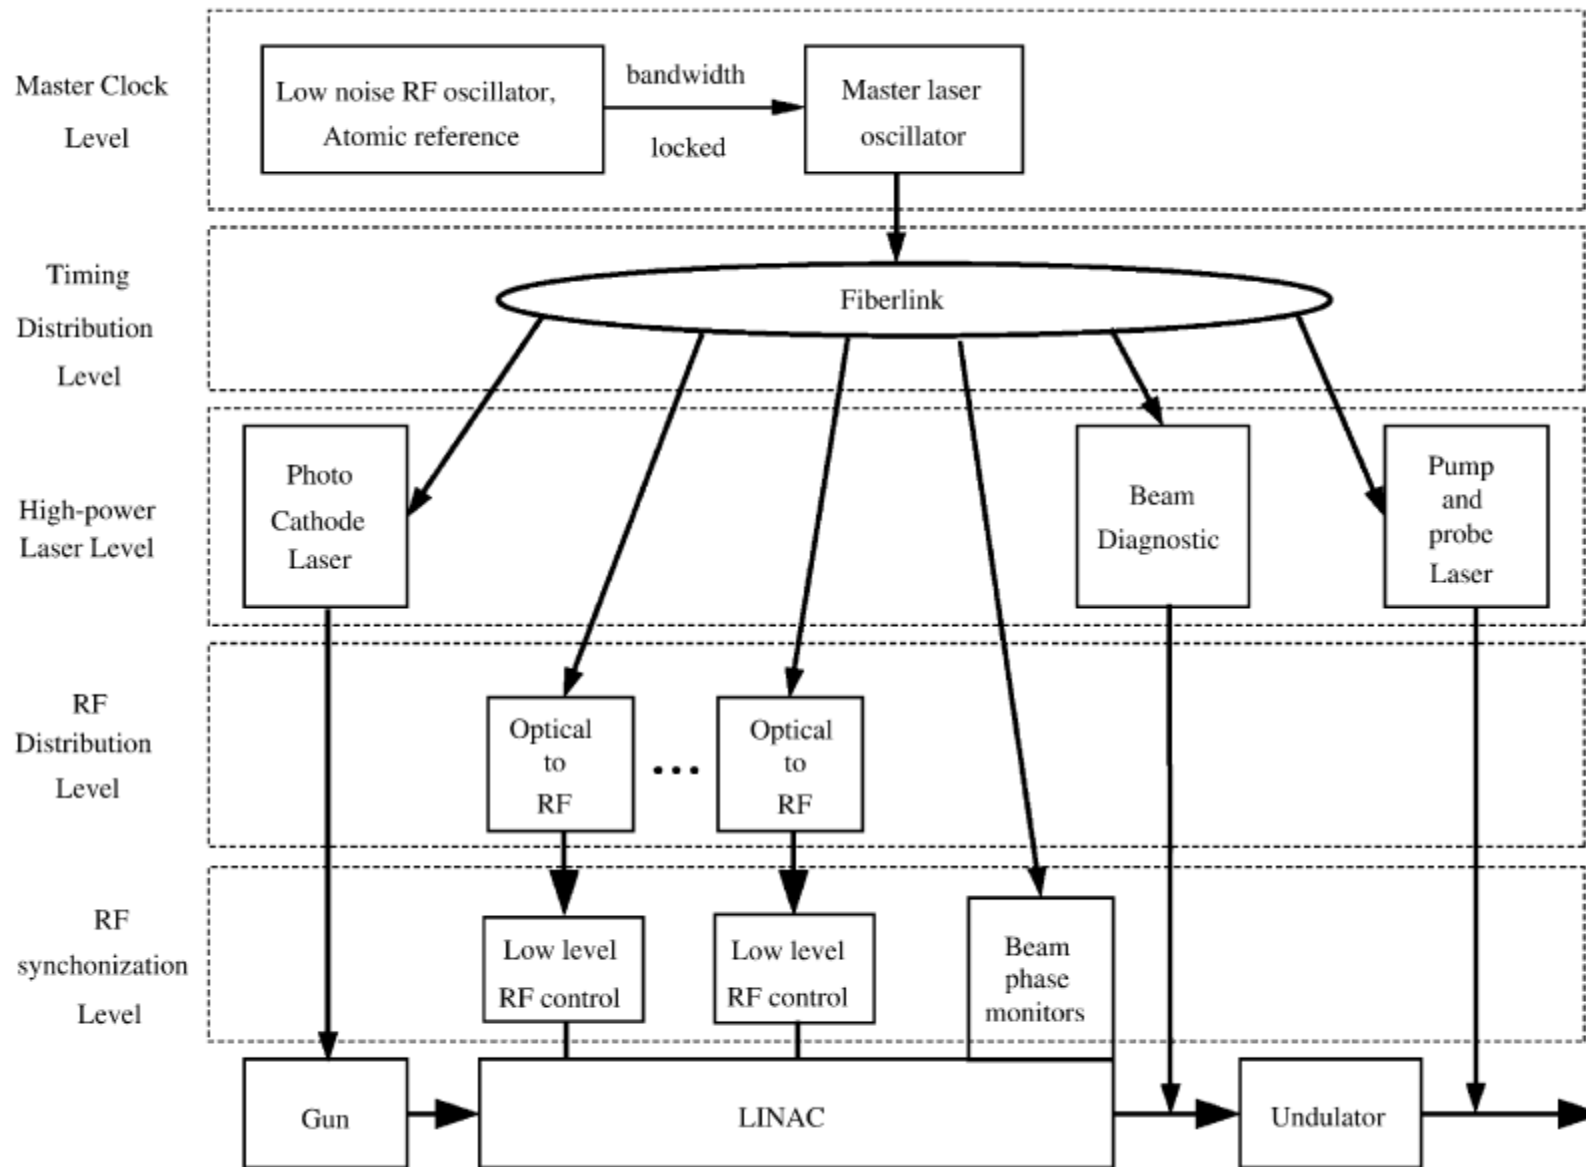 Master Clock
Level
Low noise RF oscillator,
Atomic reference
bandwidth
locked
Master laser
oscillator
Timing
Distribution
Level
Fiberlink
High-power
Laser Level
Photo
Cathode
Laser
Beam
Diagnostic
Pump
and
probe
Laser
RF
Distribution
Level
Optical
to
RF
...
Optical
to
RF
RF
synchonization
Level
Low level
RF control
Low level
RF control
Beam
phase
monitors
Gun
LINAC
Undulator